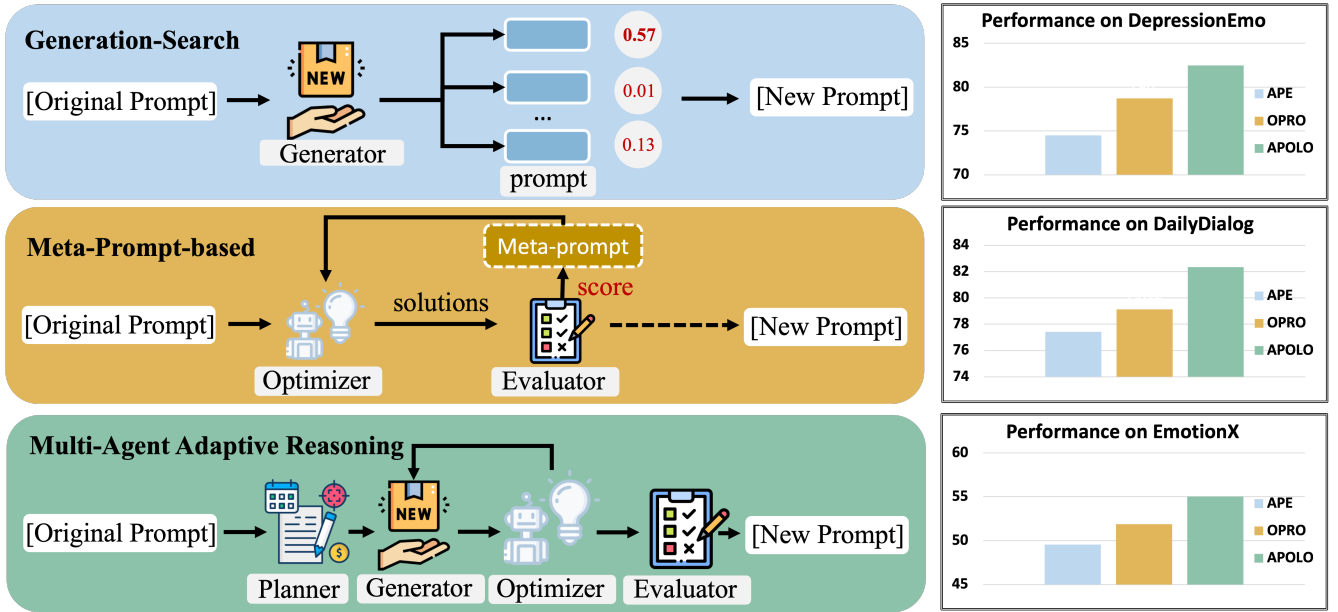 Generation-Search
[Original Prompt]
NEW
Generator
0.57
0.01
...
0.13
prompt
[New Prompt]
Performance on DepressionEmo
85
80
75
70
APE
OPRO
APOLO
Meta-Prompt-based
[Original Prompt]
Optimizer
solutions
Meta-prompt
score
Evaluator
[New Prompt]
Performance on DailyDialog
84
82
80
78
76
74
APE
OPRO
APOLO
Multi-Agent Adaptive Reasoning
[Original Prompt]
Planner
NEW
Generator
Optimizer
Evaluator
[New Prompt]
Performance on EmotionX
60
55
50
45
APE
OPRO
APOLO